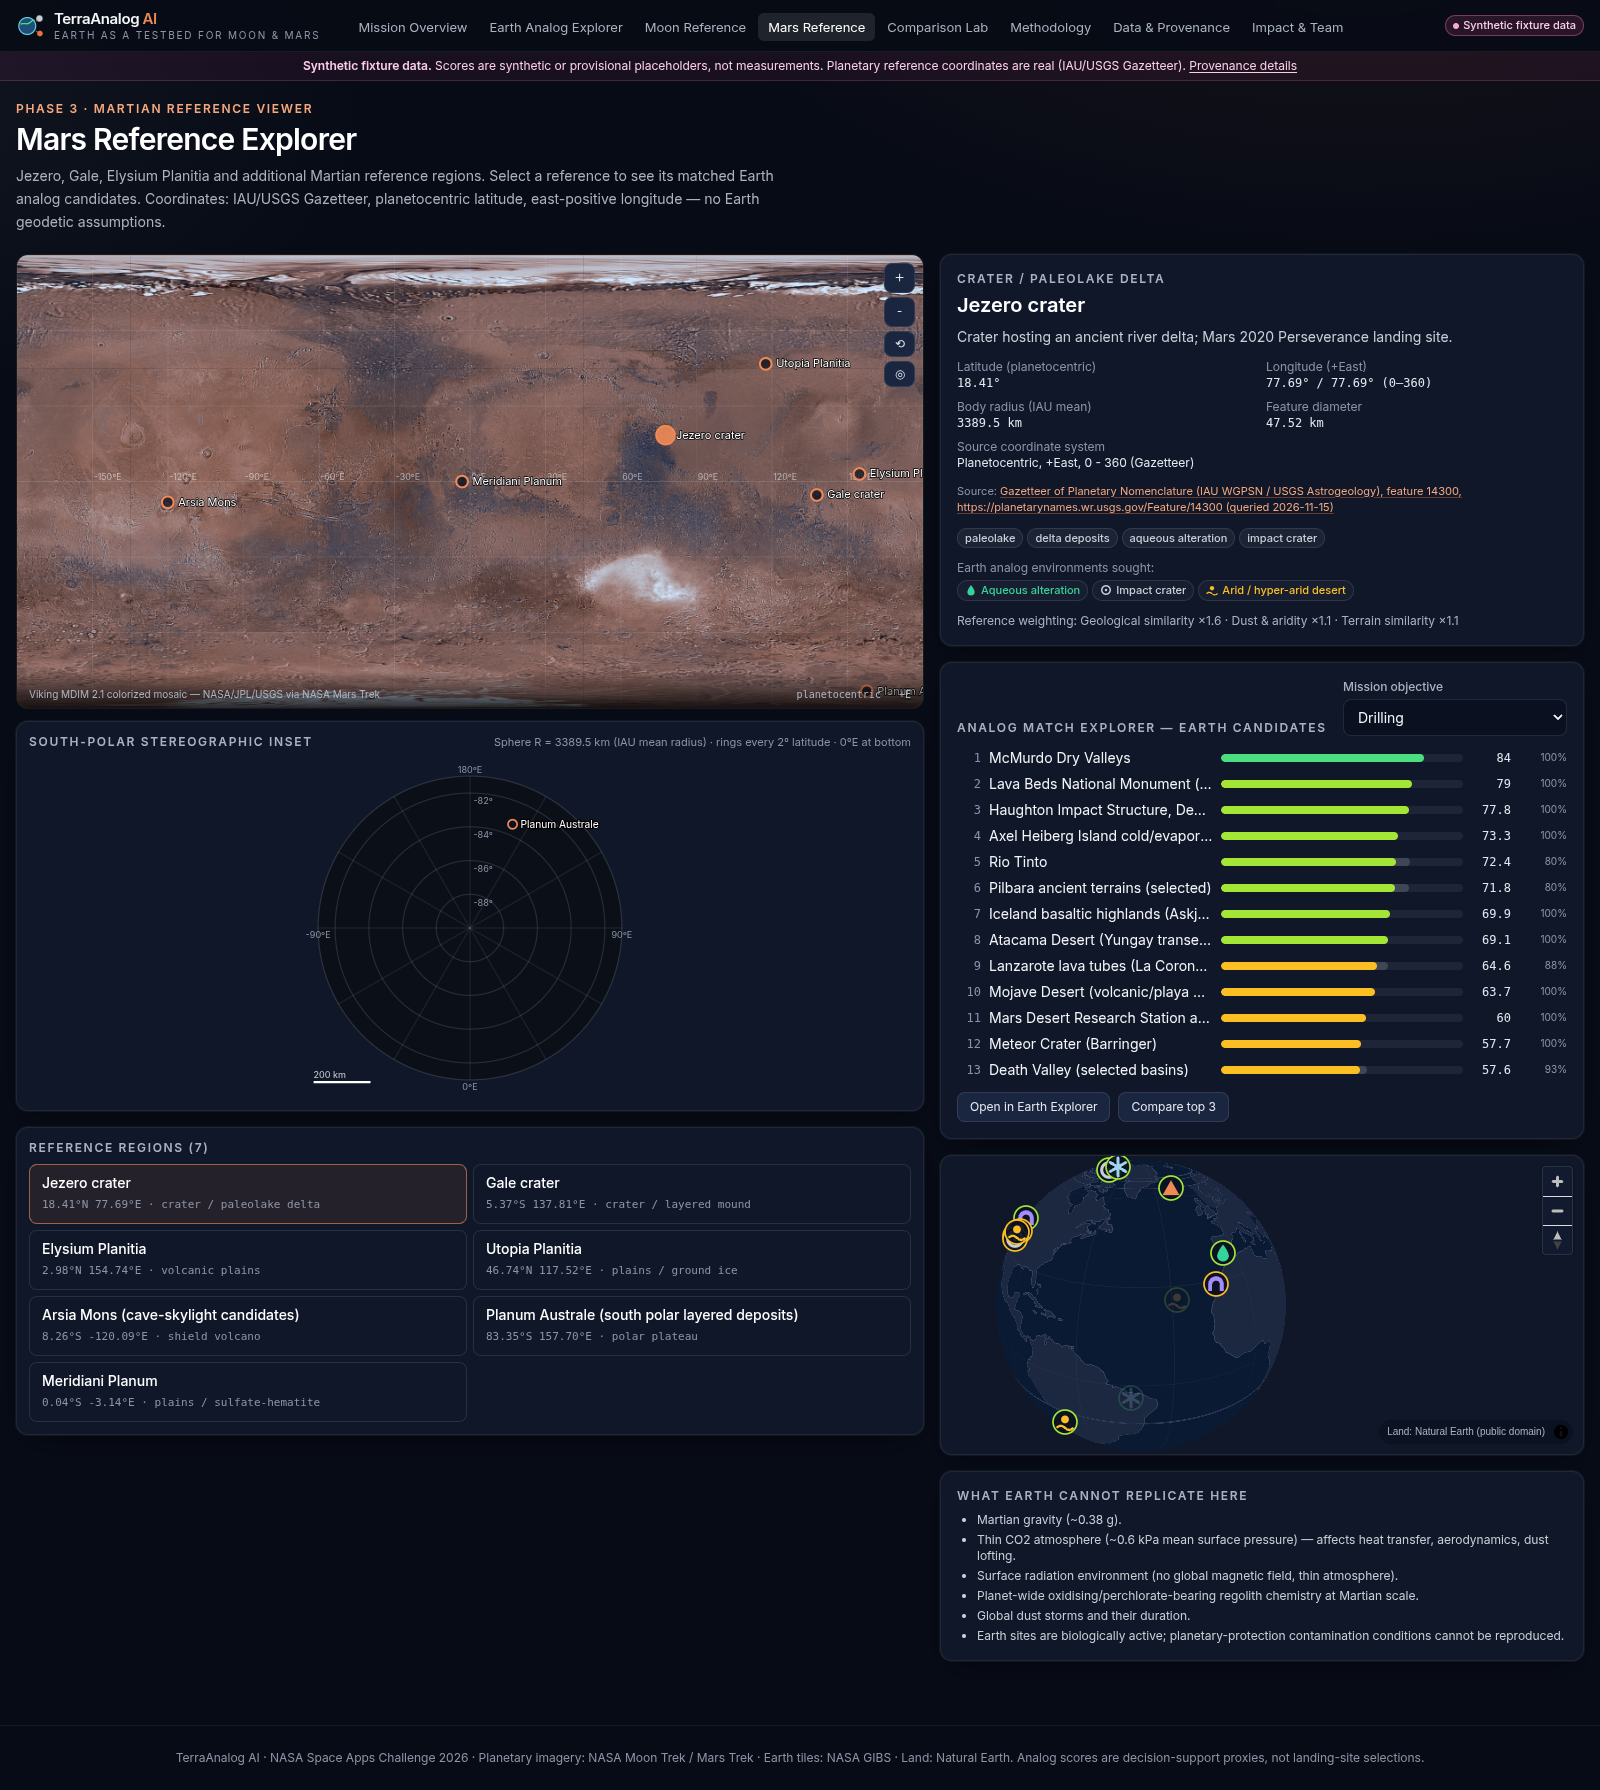 TerraAnalog AI
EARTH AS A TESTBED FOR MOON & MARS
Mission Overview
Earth Analog Explorer
Moon Reference
Mars Reference
Comparison Lab
Methodology
Data & Provenance
Impact & Team
Synthetic fixture data
Synthetic fixture data. Scores are synthetic or provisional placeholders, not measurements. Planetary reference coordinates are real (IAU/USGS Gazetteer). Provenance details
PHASE 3 · MARTIAN REFERENCE VIEWER
Mars Reference Explorer
Jezero, Gale, Elysium Planitia and additional Martian reference regions. Select a reference to see its matched Earth
analog candidates. Coordinates: IAU/USGS Gazetteer, planetocentric latitude, east-positive longitude — no Earth
geodetic assumptions.
Utopia Planitia
Jezero crater
-150°E -120°E -90°E -60°E -30°E 0°E 30°E 60°E 90°E 120°E
Elysium Pl
Meridiani Planum
Gale crater
Arsia Mons
Planum A
Viking MDIM 2.1 colorized mosaic — NASA/JPL/USGS via NASA Mars Trek
planetocentric · +E
SOUTH-POLAR STEREOGRAPHIC INSET
Sphere R = 3389.5 km (IAU mean radius) · rings every 2° latitude · 0°E at bottom
180°E
-82°
Planum Australe
-84°
-86°
-88°
-90°E
90°E
200 km
0°E
REFERENCE REGIONS (7)
Jezero crater
18.41°N 77.69°E · crater / paleolake delta
Gale crater
5.37°S 137.81°E · crater / layered mound
Elysium Planitia
2.98°N 154.74°E · volcanic plains
Utopia Planitia
46.74°N 117.52°E · plains / ground ice
Arsia Mons (cave-skylight candidates)
8.26°S -120.09°E · shield volcano
Planum Australe (south polar layered deposits)
83.35°S 157.70°E · polar plateau
Meridiani Planum
0.04°S -3.14°E · plains / sulfate-hematite
CRATER / PALEOLAKE DELTA
Jezero crater
Crater hosting an ancient river delta; Mars 2020 Perseverance landing site.
Latitude (planetocentric)
18.41°
Longitude (+East)
77.69° / 77.69° (0–360)
Body radius (IAU mean)
3389.5 km
Feature diameter
47.52 km
Source coordinate system
Planetocentric, +East, 0 - 360 (Gazetteer)
Source: Gazetteer of Planetary Nomenclature (IAU WGPSN / USGS Astrogeology), feature 14300,
https://planetarynames.wr.usgs.gov/Feature/14300 (queried 2026-11-15)
paleolake
delta deposits
aqueous alteration
impact crater
Earth analog environments sought:
Aqueous alteration
Impact crater
Arid / hyper-arid desert
Reference weighting: Geological similarity ×1.6 · Dust & aridity ×1.1 · Terrain similarity ×1.1
Mission objective
ANALOG MATCH EXPLORER — EARTH CANDIDATES
Drilling
1 McMurdo Dry Valleys 84 100%
2 Lava Beds National Monument (... 79 100%
3 Haughton Impact Structure, De... 77.8 100%
4 Axel Heiberg Island cold/evapor... 73.3 100%
5 Rio Tinto 72.4 80%
6 Pilbara ancient terrains (selected) 71.8 80%
7 Iceland basaltic highlands (Askj... 69.9 100%
8 Atacama Desert (Yungay transe... 69.1 100%
9 Lanzarote lava tubes (La Coron... 64.6 88%
10 Mojave Desert (volcanic/playa ... 63.7 100%
11 Mars Desert Research Station a... 60 100%
12 Meteor Crater (Barringer) 57.7 100%
13 Death Valley (selected basins) 57.6 93%
Open in Earth Explorer
Compare top 3
Land: Natural Earth (public domain)
WHAT EARTH CANNOT REPLICATE HERE
• Martian gravity (~0.38 g).
• Thin CO2 atmosphere (~0.6 kPa mean surface pressure) — affects heat transfer, aerodynamics, dust
lofting.
• Surface radiation environment (no global magnetic field, thin atmosphere).
• Planet-wide oxidising/perchlorate-bearing regolith chemistry at Martian scale.
• Global dust storms and their duration.
• Earth sites are biologically active; planetary-protection contamination conditions cannot be reproduced.
TerraAnalog AI · NASA Space Apps Challenge 2026 · Planetary imagery: NASA Moon Trek / Mars Trek · Earth tiles: NASA GIBS · Land: Natural Earth. Analog scores are decision-support proxies, not landing-site selections.